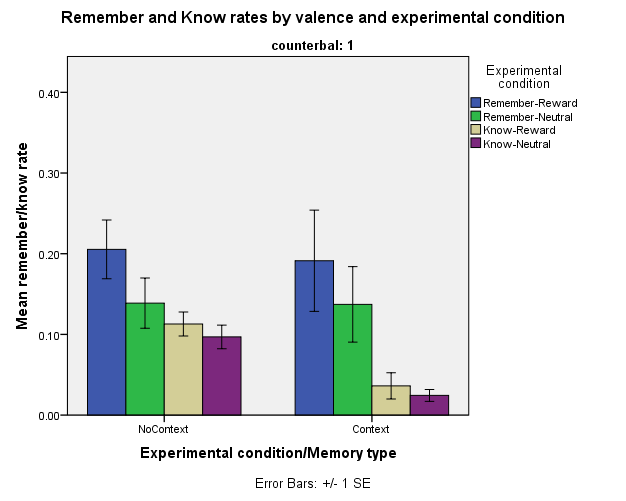 Remember and Know rates by valence and experimental condition
counterbal: 1
Experimental
condition
Remember-Reward
Remember-Neutral
Know-Reward
Know-Neutral
Mean remember/know rate
0.40
0.30
0.20
0.10
0.00
NoContext
Context
Experimental condition/Memory type
Error Bars: +/- 1 SE